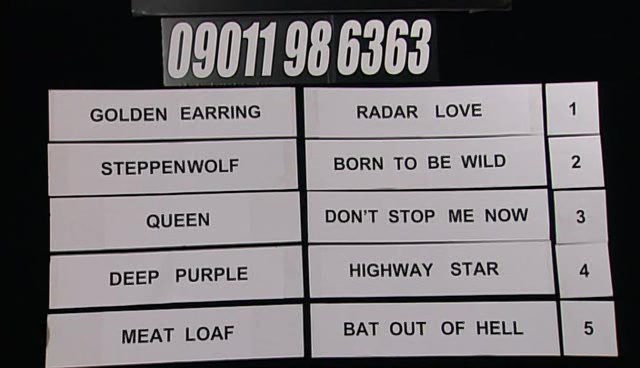 09011 98 6363
GOLDEN EARRING RADAR LOVE 1
STEPPENWOLF BORN TO BE WILD 2
QUEEN DON'T STOP ME NOW 3
DEEP PURPLE HIGHWAY STAR 4
MEAT LOAF BAT OUT OF HELL 5